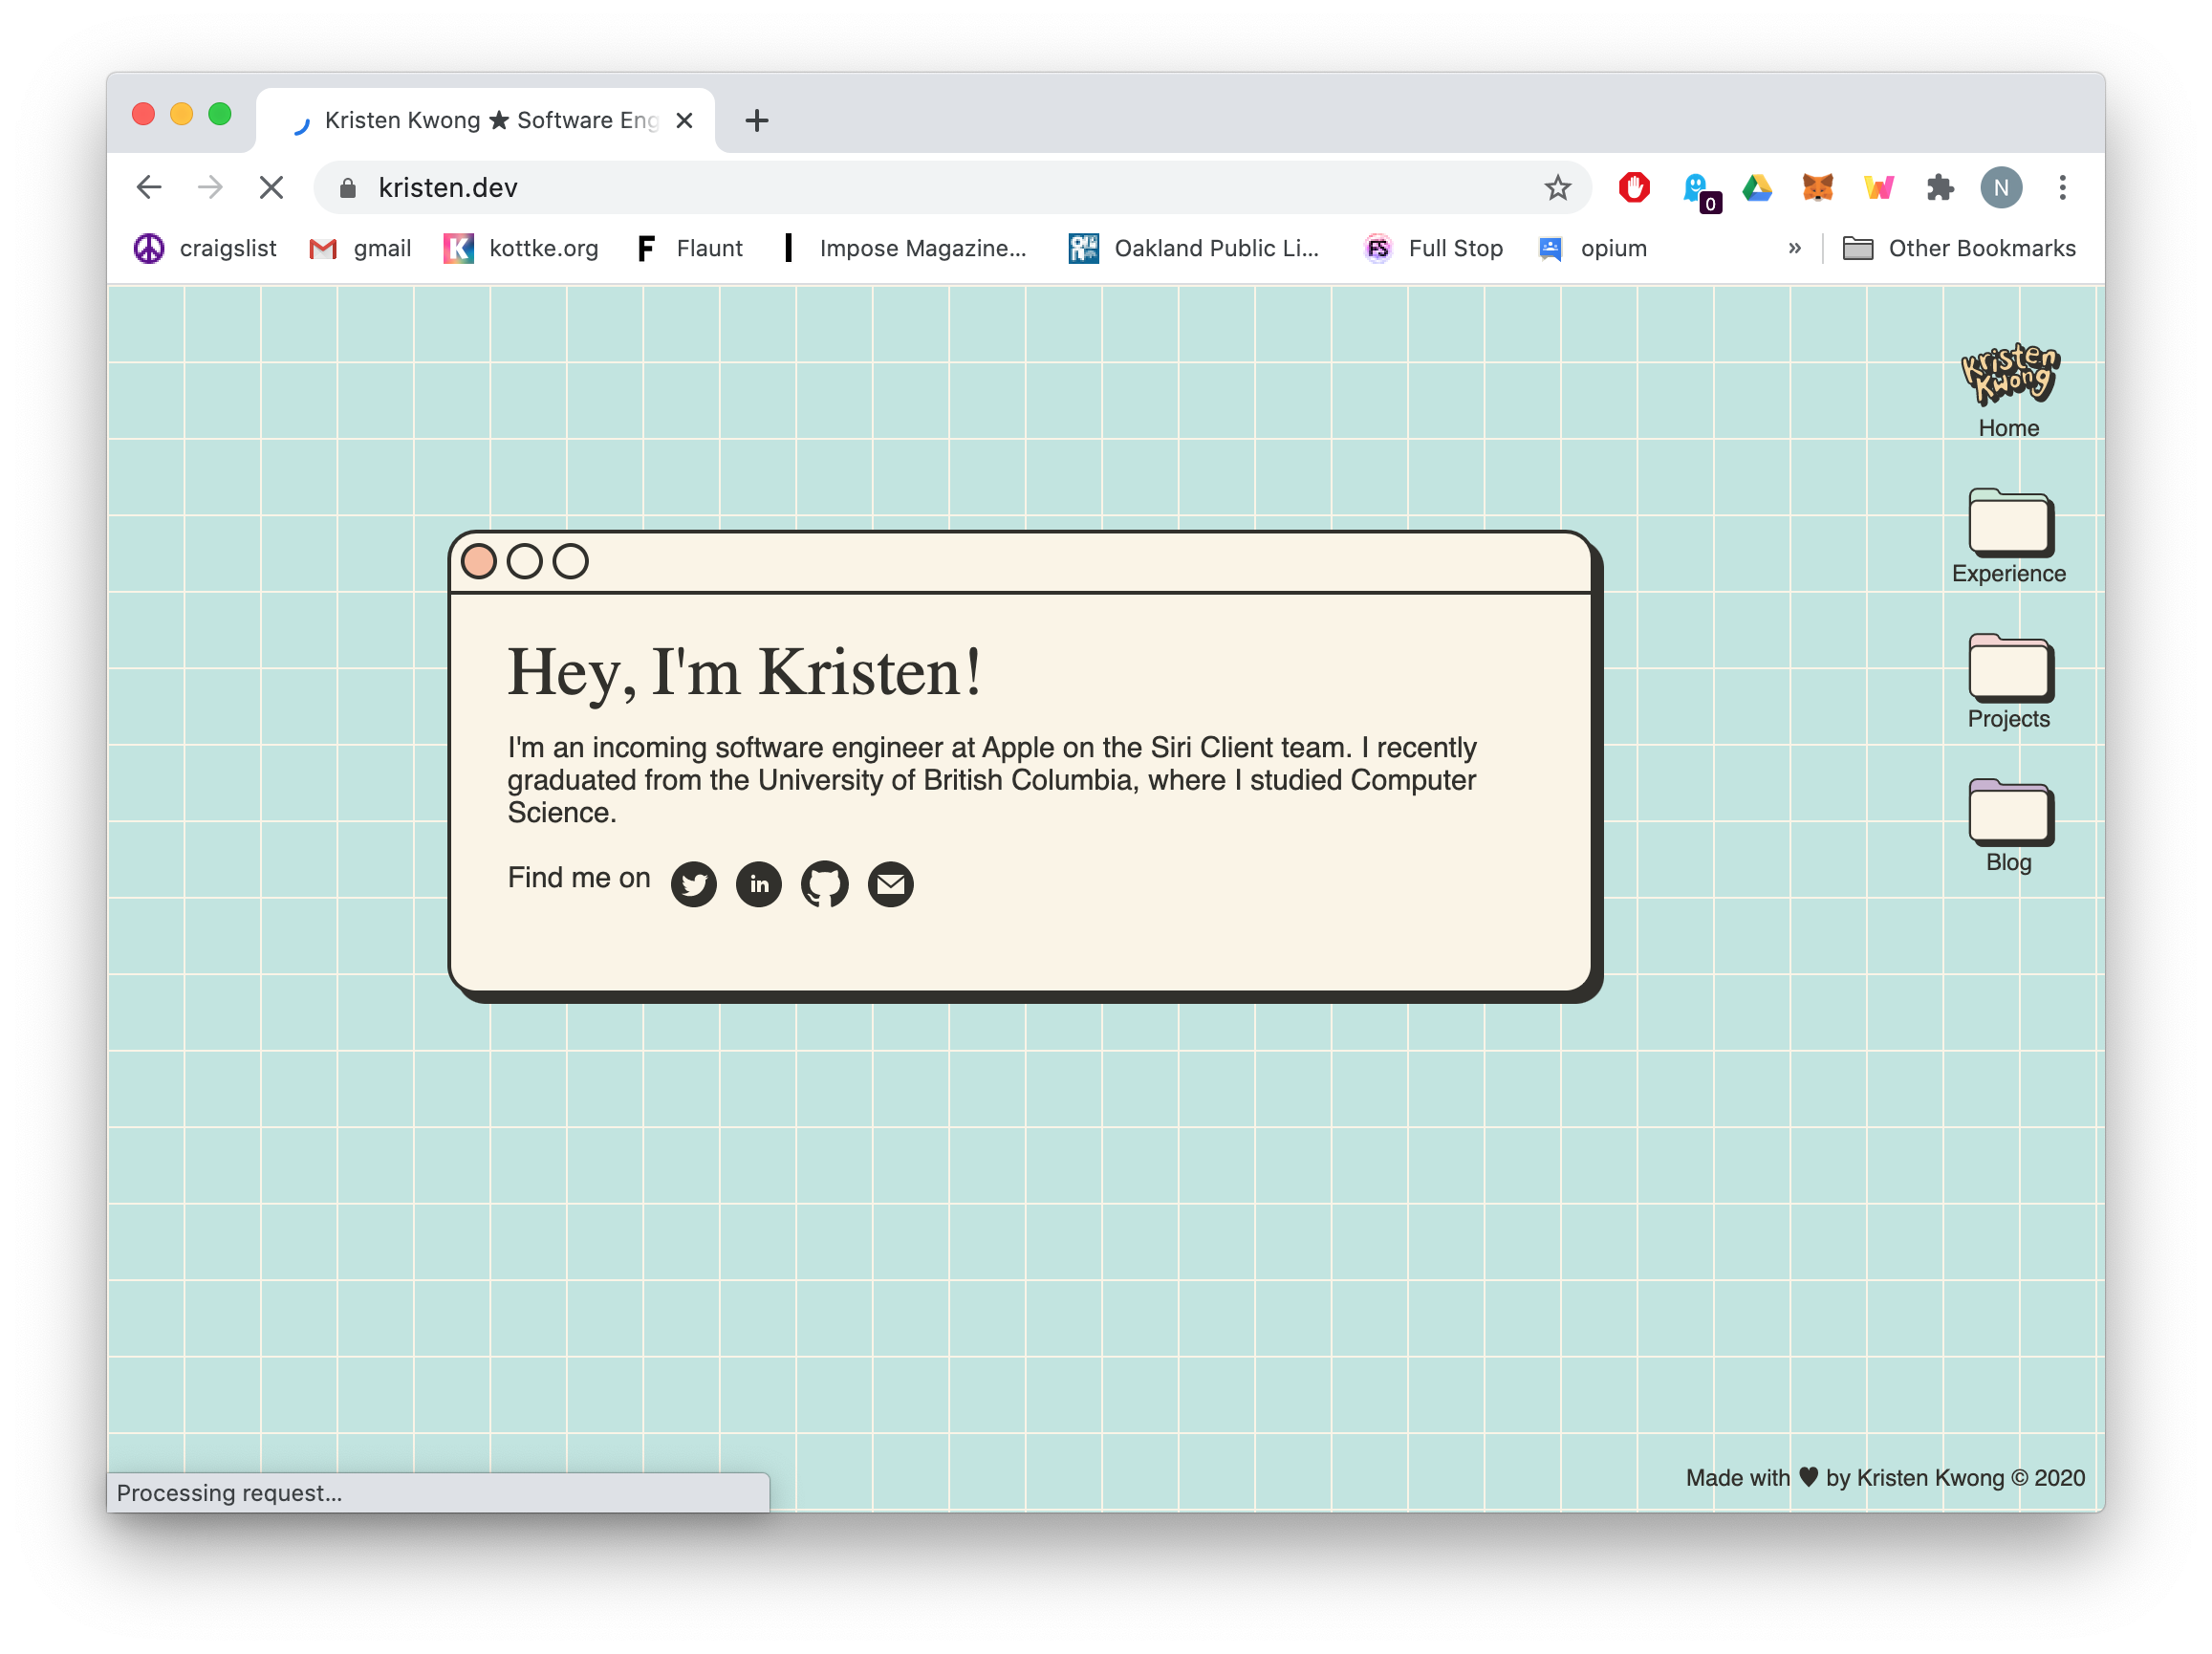 Kristen Kwong ★ Software Eng
kristen.dev
0
N
craigslist
gmail
K
kottke.org
F
Flaunt
Impose Magazine...
Oakland Public Li...
FS
Full Stop
opium
»
Other Bookmarks
Kristen
Kwong
Home
Experience
Projects
Blog
Hey, I'm Kristen!
I'm an incoming software engineer at Apple on the Siri Client team. I recently
graduated from the University of British Columbia, where I studied Computer
Science.
Find me on
in
Made with ♥ by Kristen Kwong © 2020
Processing request...